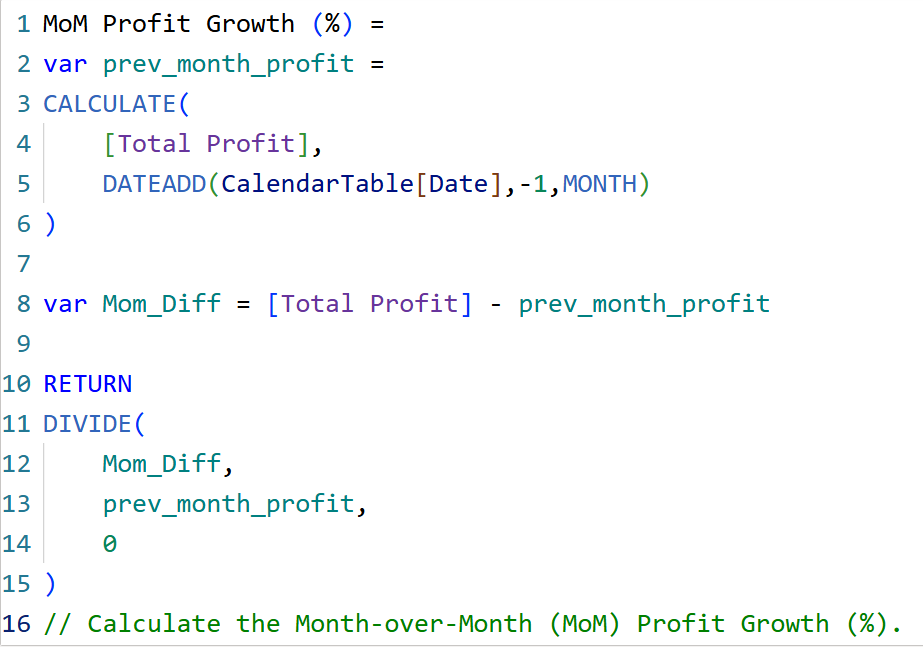 1 MoM Profit Growth (%) =
2 var prev_month_profit =
3 CALCULATE(
4     [Total Profit],
5     DATEADD(CalendarTable[Date],-1,MONTH)
6 )
7
8 var Mom_Diff = [Total Profit] - prev_month_profit
9
10 RETURN
11 DIVIDE(
12     Mom_Diff,
13     prev_month_profit,
14     0
15 )
16 // Calculate the Month-over-Month (MoM) Profit Growth (%).